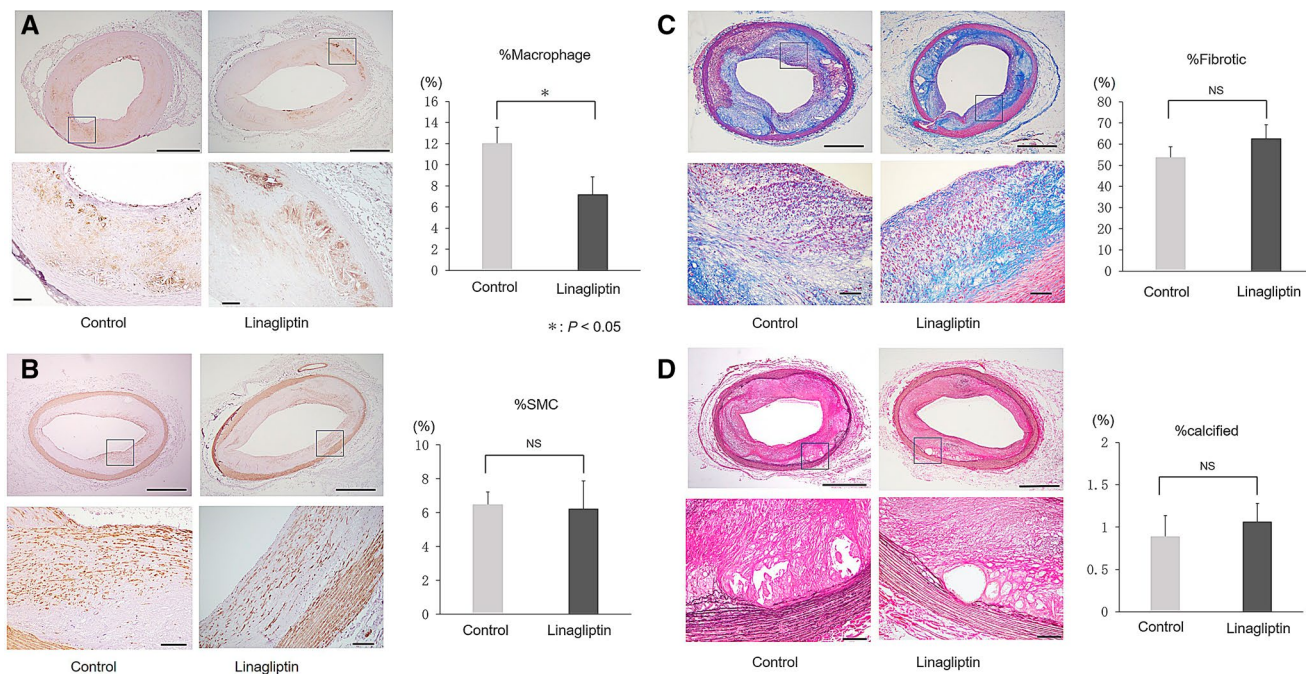 A
%Macrophage
(%)
16
14
12
10
8
6
4
2
0
*
Control
Linagliptin
Control
Linagliptin
*: P < 0.05
B
%SMC
(%)
10
8
6
4
2
0
NS
Control
Linagliptin
Control
Linagliptin
C
%Fibrotic
(%)
80
70
60
50
40
30
20
10
0
NS
Control
Linagliptin
Control
Linagliptin
D
%calcified
(%)
2
1.5
1
0.5
0
NS
Control
Linagliptin
Control
Linagliptin